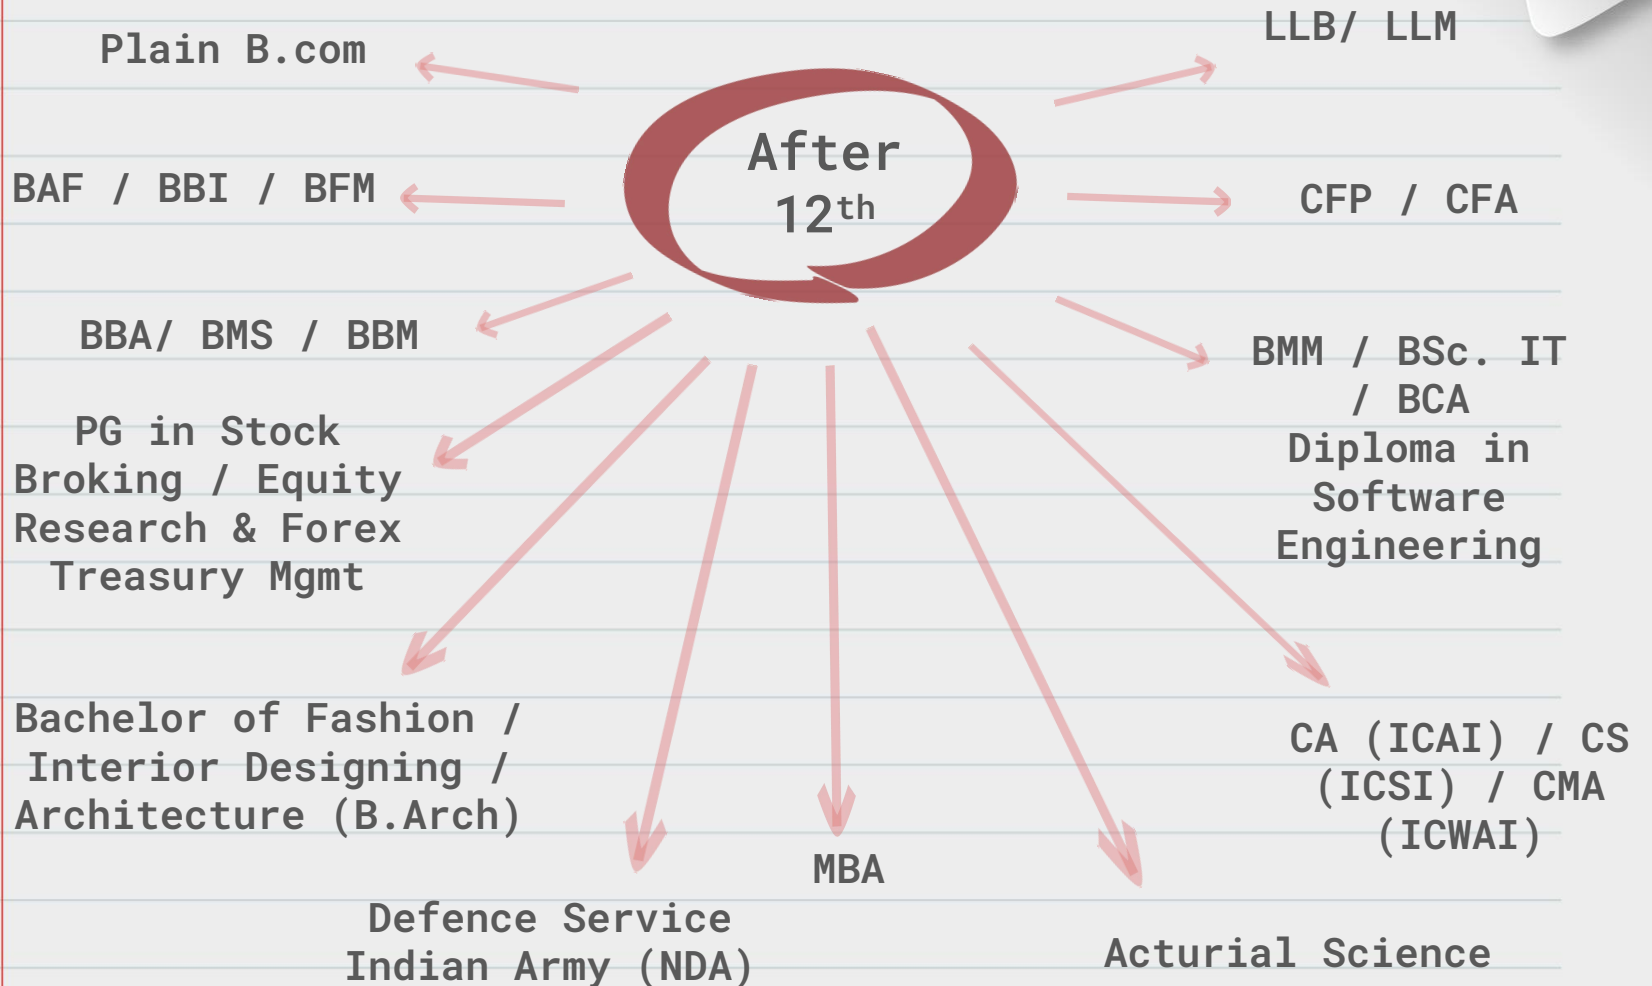 After
12th
Plain B.com
BAF / BBI / BFM
BBA/ BMS / BBM
PG in Stock
Broking / Equity
Research & Forex
Treasury Mgmt
Bachelor of Fashion /
Interior Designing /
Architecture (B.Arch)
Defence Service
Indian Army (NDA)
MBA
Acturial Science
CA (ICAI) / CS
(ICSI) / CMA
(ICWAI)
BMM / BSc. IT
/ BCA
Diploma in
Software
Engineering
CFP / CFA
LLB/ LLM